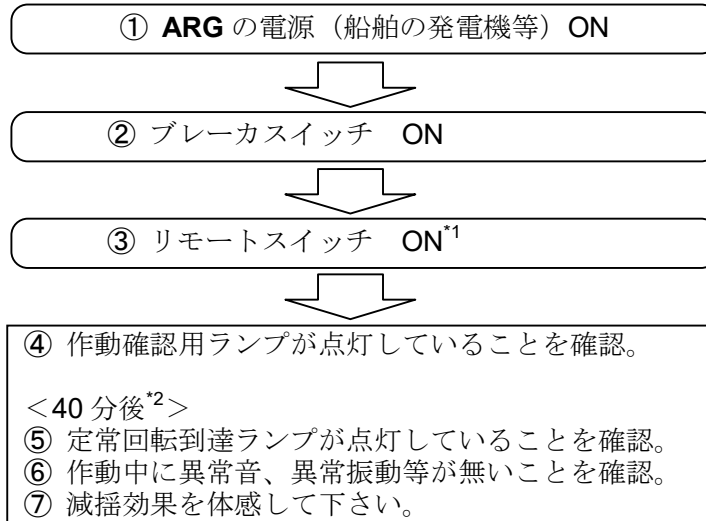 ① ARG の電源（船舶の発電機等）ON
② ブレーカスイッチ　ON
③ リモートスイッチ　ON*1
④ 作動確認用ランプが点灯していることを確認。
＜40 分後*2＞
⑤ 定常回転到達ランプが点灯していることを確認。
⑥ 作動中に異常音、異常振動等が無いことを確認。
⑦ 減揺効果を体感して下さい。